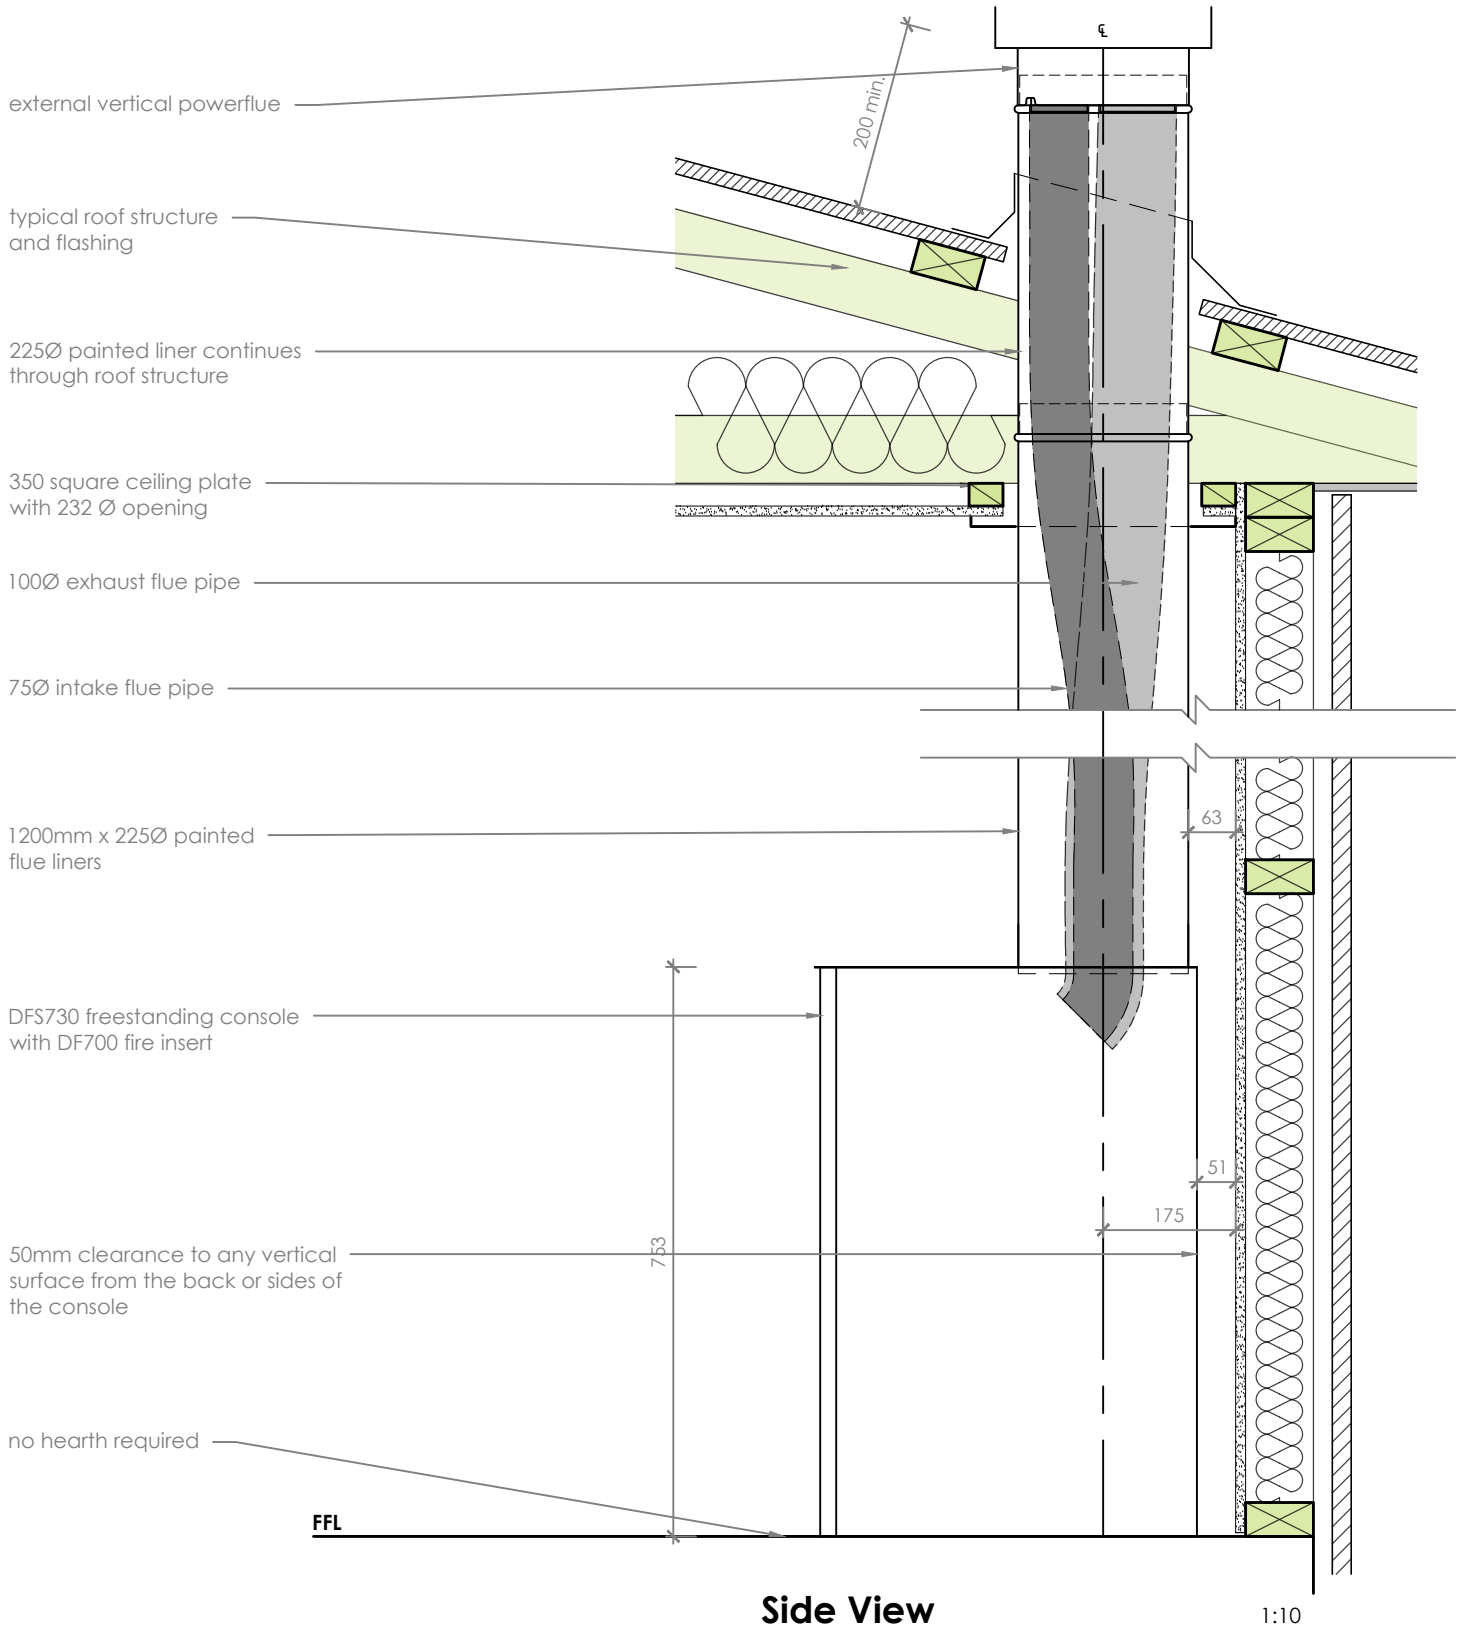 ℄
200 min.
external vertical powerflue
typical roof structure
and flashing
225Ø painted liner continues
through roof structure
350 square ceiling plate
with 232 Ø opening
100Ø exhaust flue pipe
75Ø intake flue pipe
1200mm x 225Ø painted
flue liners
63
DFS730 freestanding console
with DF700 fire insert
51
175
753
50mm clearance to any vertical
surface from the back or sides of
the console
no hearth required
FFL
Side View
1:10